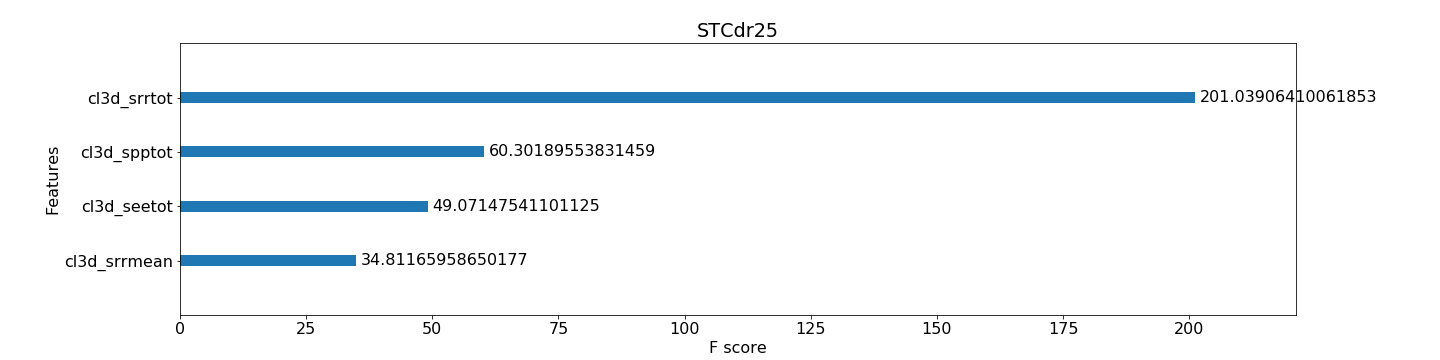 STCdr25
cl3d_srrtot
201.03906410061853
cl3d_spptot
60.30189553831459
cl3d_seetot
49.07147541101125
cl3d_srrmean
34.81165958650177
Features
0 25 50 75 100 125 150 175 200
F score